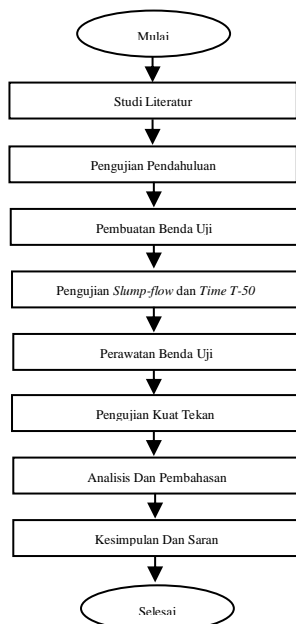 Mulai
Studi Literatur
Pengujian Pendahuluan
Pembuatan Benda Uji
Pengujian Slump-flow dan Time T-50
Perawatan Benda Uji
Pengujian Kuat Tekan
Analisis Dan Pembahasan
Kesimpulan Dan Saran
Selesai